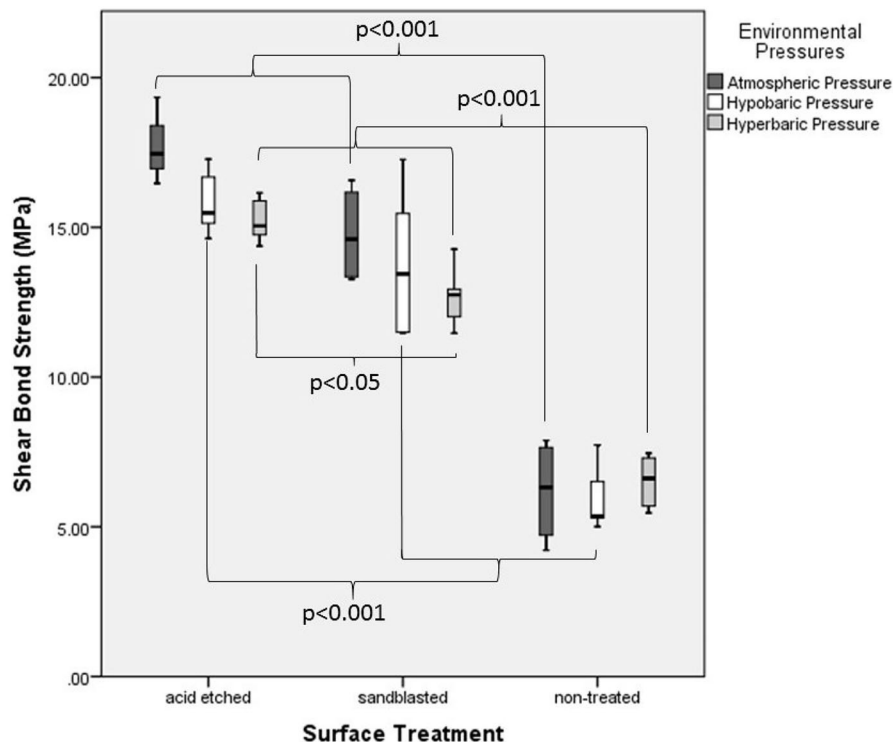 p<0.001
Environmental
Pressures
Atmospheric Pressure
Hypobaric Pressure
Hyperbaric Pressure
20.00
p<0.001
15.00
Shear Bond Strength (MPa)
p<0.05
10.00
5.00
p<0.001
.00
acid etched
sandblasted
non-treated
Surface Treatment